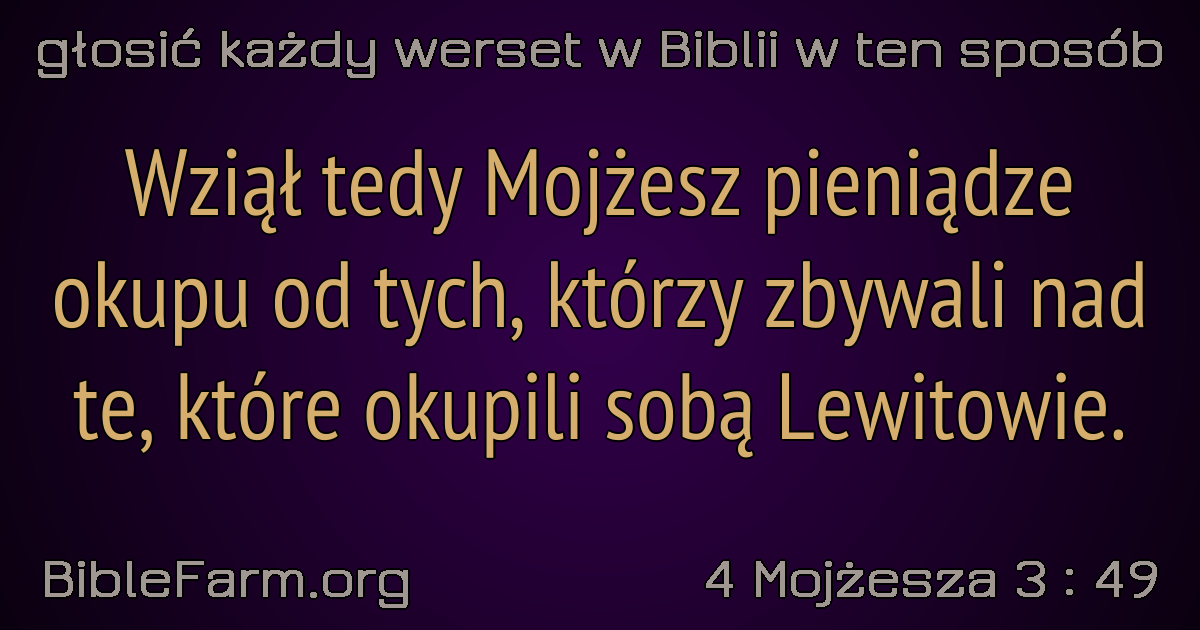 głosić każdy werset w Biblii w ten sposób
Wziął tedy Mojżesz pieniądze
okupu od tych, którzy zbywali nad
te, które okupili sobą Lewitowie.
BibleFarm.org
4 Mojżesza 3 : 49